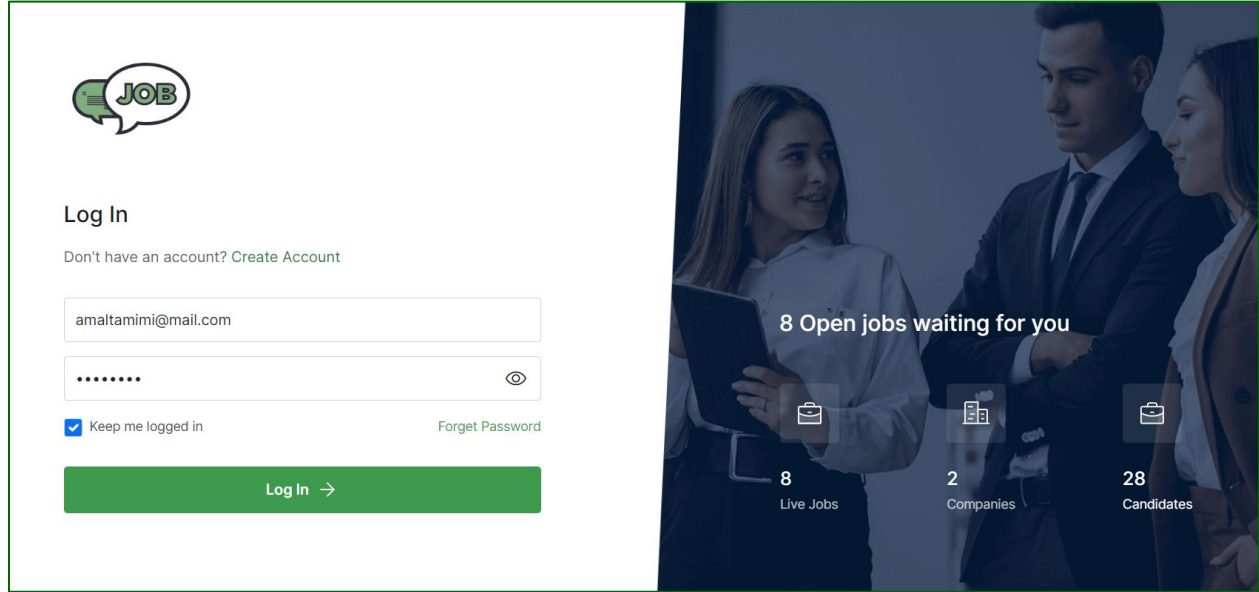 JOB
Log In
Don't have an account? Create Account
amaltamimi@mail.com
••••••••
Keep me logged in
Forget Password
Log In →
8 Open jobs waiting for you
8
Live Jobs
2
Companies
28
Candidates